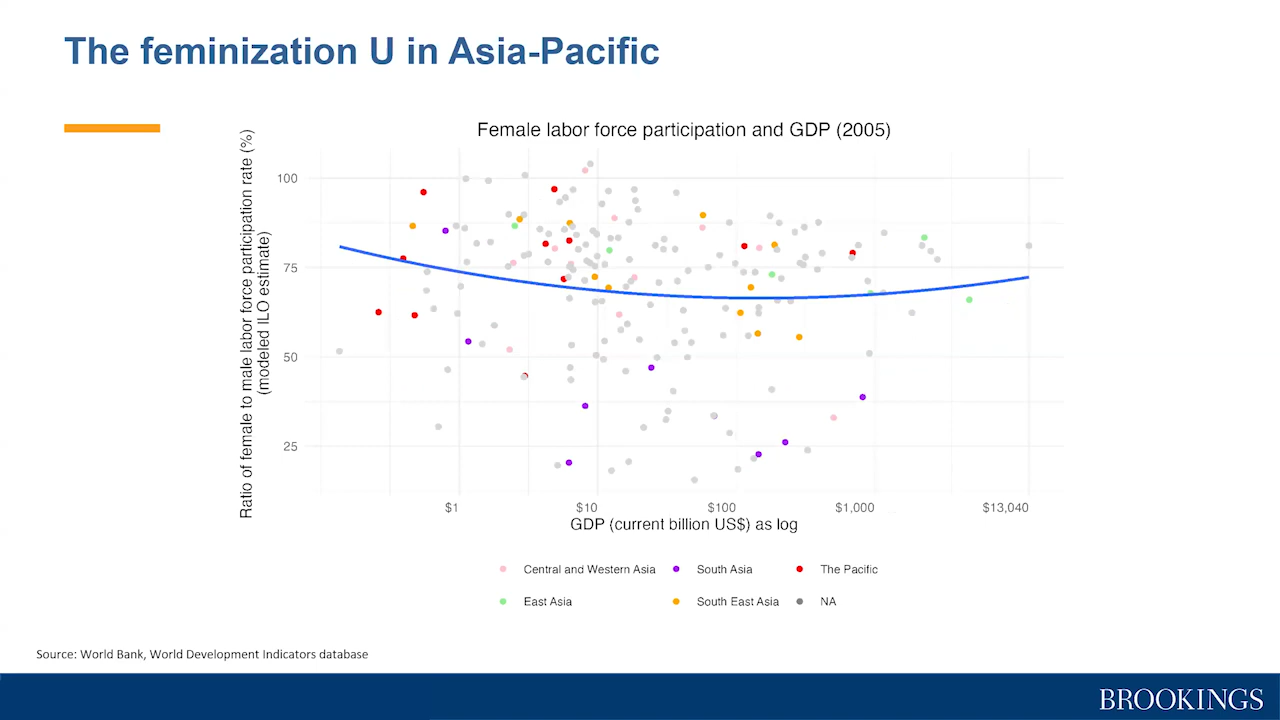 The feminization U in Asia-Pacific
Female labor force participation and GDP (2005)
Ratio of female to male labor force participation rate (%)
(modeled ILO estimate)
100
75
50
25
$1
$10
$100
$1,000
$13,040
GDP (current billion US$) as log
Central and Western Asia
South Asia
The Pacific
East Asia
South East Asia
NA
Source: World Bank, World Development Indicators database
BROOKINGS